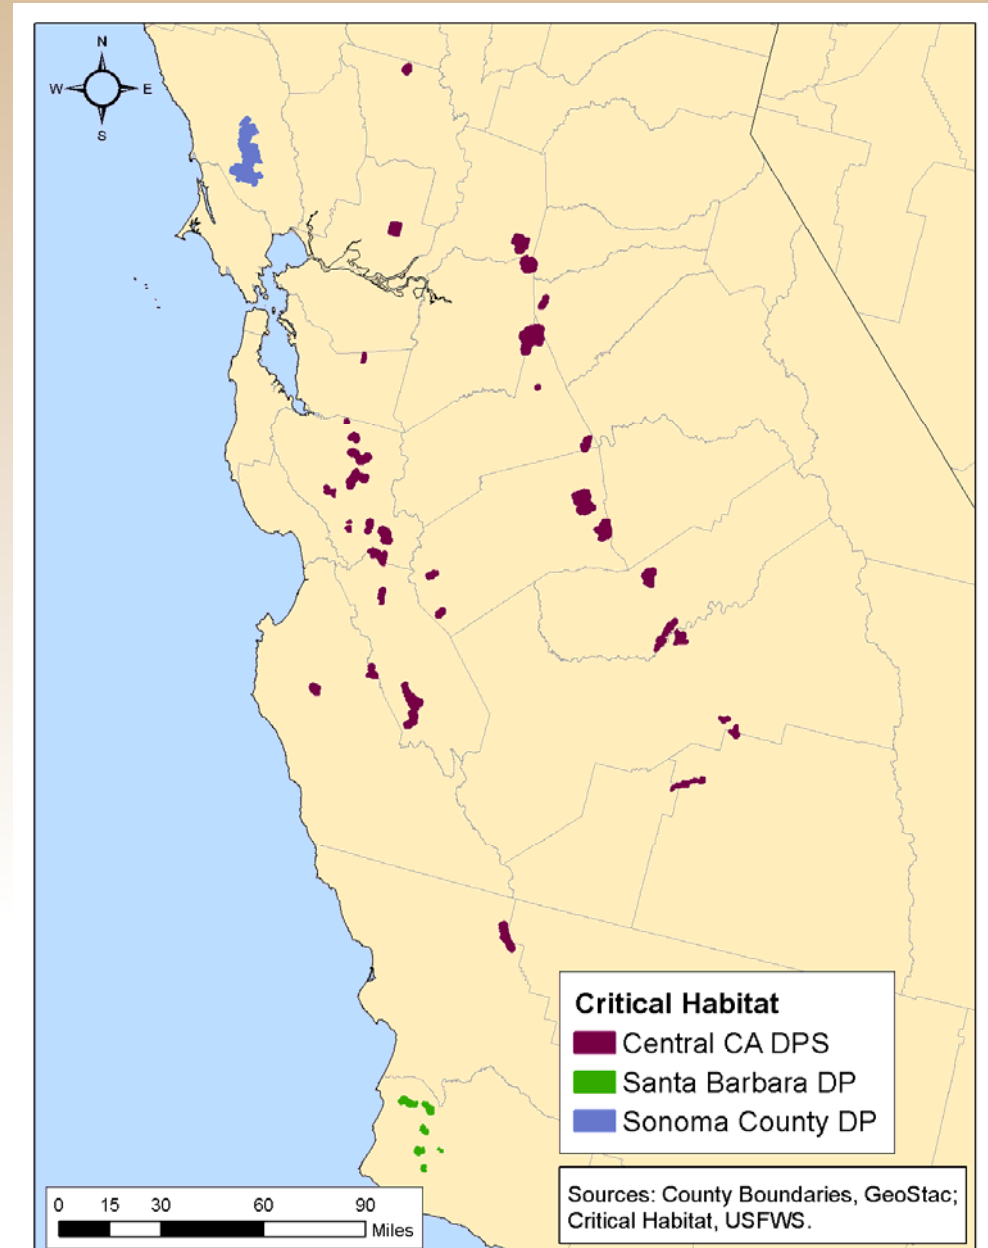 N
W E
S
Critical Habitat
Central CA DPS
Santa Barbara DP
Sonoma County DP
0 15 30 60 90
Miles
Sources: County Boundaries, GeoStac;
Critical Habitat, USFWS.